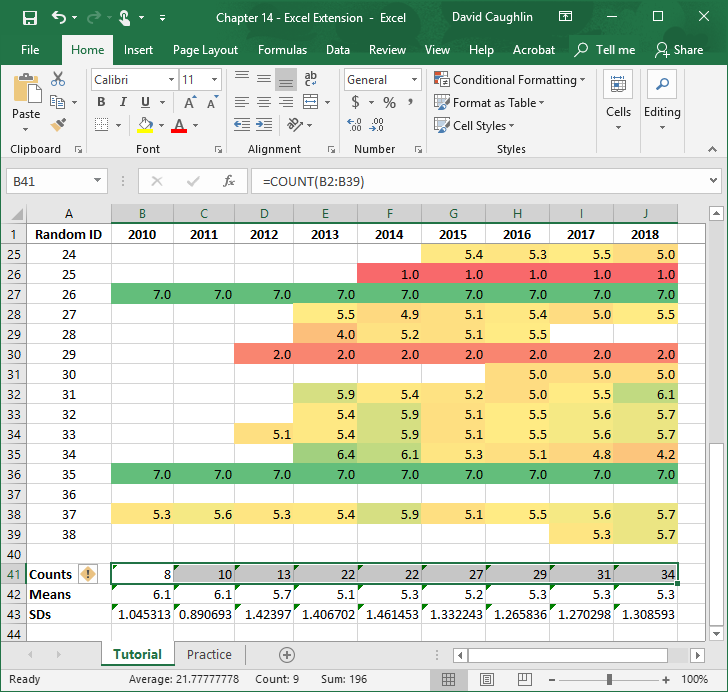 Chapter 14 - Excel Extension - Excel David Caughlin
File Home Insert Page Layout Formulas Data Review View Help Acrobat Tell me Share
Paste
Calibri 11
B I U A A
A
ab c
General
$ % ,
Conditional Formatting
Format as Table
Cell Styles
Cells Editing
Clipboard Font Alignment Number Styles
B41 fx =COUNT(B2:B39)
A B C D E F G H I J
1 Random ID 2010 2011 2012 2013 2014 2015 2016 2017 2018
25 24 5.4 5.3 5.5 5.0
26 25 1.0 1.0 1.0 1.0 1.0
27 26 7.0 7.0 7.0 7.0 7.0 7.0 7.0 7.0 7.0
28 27 5.5 4.9 5.1 5.4 5.0 5.5
29 28 4.0 5.2 5.1 5.5
30 29 2.0 2.0 2.0 2.0 2.0 2.0 2.0
31 30 5.0 5.0 5.0
32 31 5.9 5.4 5.2 5.0 5.5 6.1
33 32 5.4 5.9 5.1 5.5 5.6 5.7
34 33 5.1 5.4 5.9 5.1 5.5 5.6 5.7
35 34 6.4 6.1 5.3 5.1 4.8 4.2
36 35 7.0 7.0 7.0 7.0 7.0 7.0 7.0 7.0 7.0
37 36
38 37 5.3 5.6 5.3 5.4 5.9 5.1 5.5 5.6 5.7
39 38 5.3 5.7
40
41 Counts 8 10 13 22 22 27 29 31 34
42 Means 6.1 6.1 5.7 5.1 5.3 5.2 5.3 5.3 5.3
43 SDs 1.045313 0.890693 1.42397 1.406702 1.461453 1.332243 1.265836 1.270298 1.308593
44
Tutorial Practice
Ready Average: 21.77777778 Count: 9 Sum: 196 100%